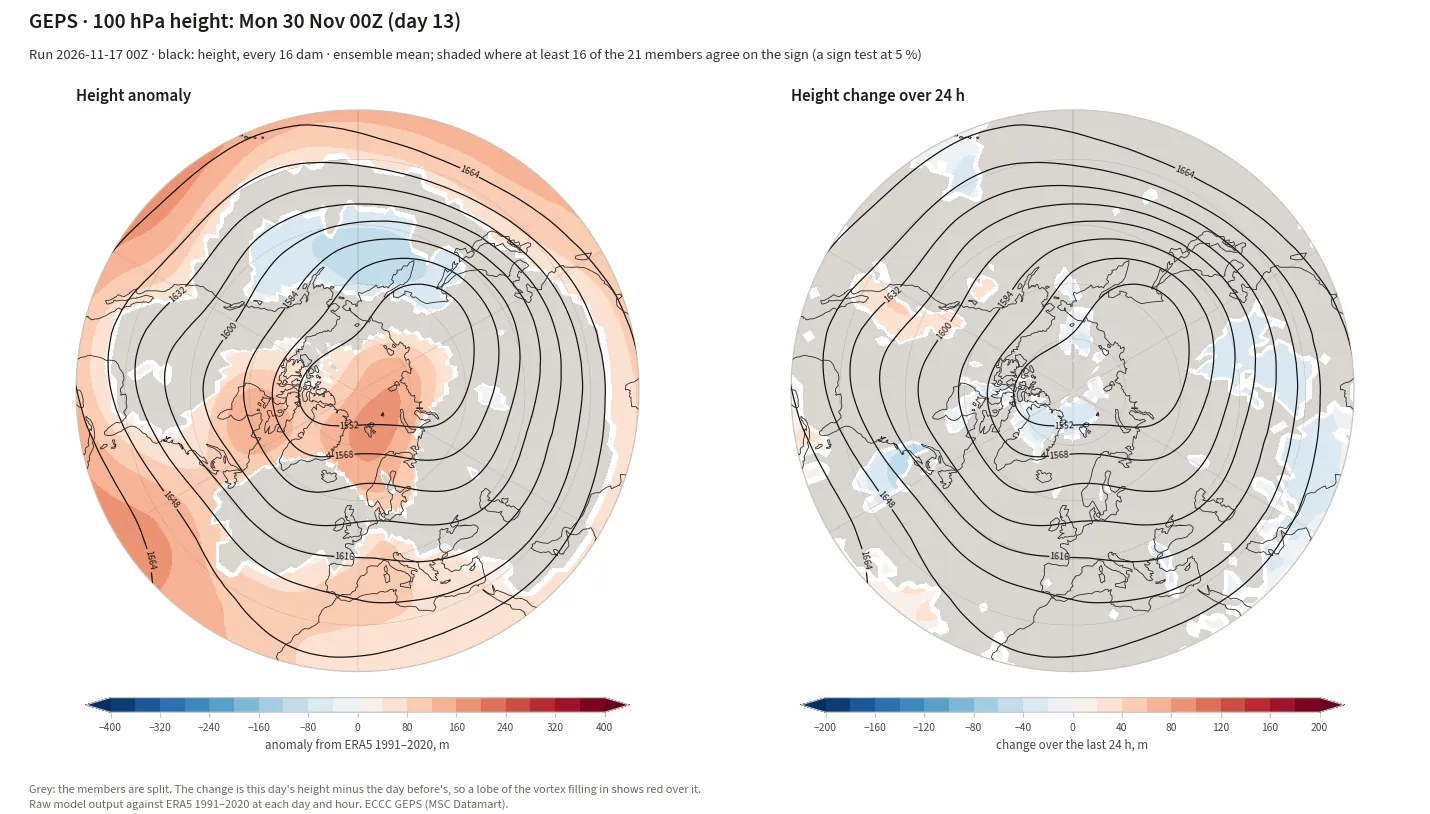 GEPS · 100 hPa height: Mon 30 Nov 00Z (day 13)
Run 2026-11-17 00Z · black: height, every 16 dam · ensemble mean; shaded where at least 16 of the 21 members agree on the sign (a sign test at 5 %)
Height anomaly
Height change over 24 h
1664
1632
1584
1600
1552
1568
1648
1616
1664
1664
1632
1584
1600
1552
1568
1648
1616
1664
−400 −320 −240 −160 −80 0 80 160 240 320 400
anomaly from ERA5 1991–2020, m
−200 −160 −120 −80 −40 0 40 80 120 160 200
change over the last 24 h, m
Grey: the members are split. The change is this day's height minus the day before's, so a lobe of the vortex filling in shows red over it.
Raw model output against ERA5 1991–2020 at each day and hour. ECCC GEPS (MSC Datamart).